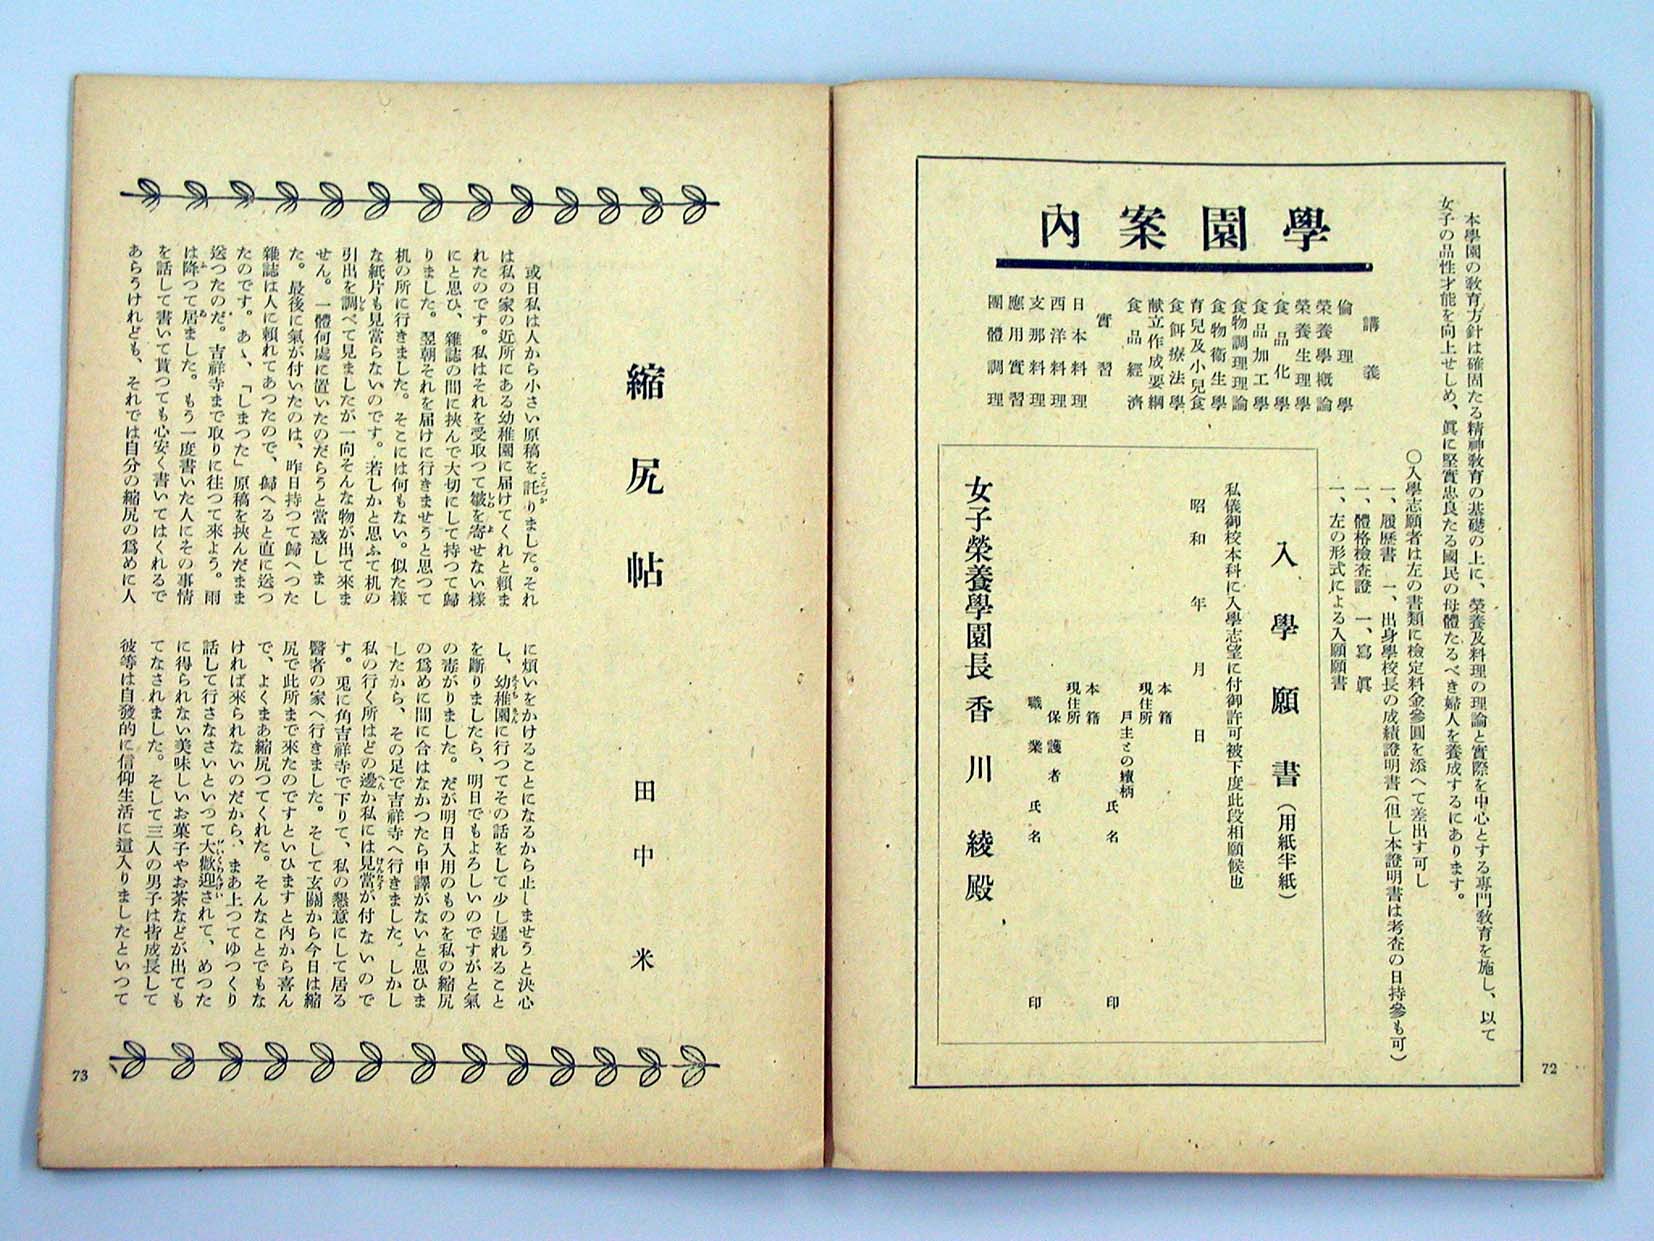 學園案內
本學園の教育方針は確固たる精神教育の基礎の上に、榮養及料理の理論と實際を中心とする專門教育を施し、以て
女子の品性才能を向上せしめ、眞に堅實忠良たる國民の母體たるべき婦人を養成するにあります。
講義
倫理學
榮養學概論
榮養生理學
食品化學
食品加工學
食物調理理論
食物衛生學
育兒及小兒食
食餌療法學
献立作成要綱
食品經濟
實習
日本料理
西洋料理
支那料理
應用實習
團體調理
○入學志願者は左の書類に檢定料金參圓を添へて差出す可し
一、履歷書　一、出身學校長の成績證明書(但し本證明書は考査の日持參も可)
一、體格檢查證　一、寫眞
一、左の形式による入願願書
入學願書(用紙半紙)
私儀御校本科に入學志望に付御許可被下度此段相願候也
昭和　年　月　日
本籍
現住所
戸主との續柄
氏名　印
本籍
現住所
保護者
職業　氏名　印
女子榮養學園長　香川綾殿
72
縮尻帖
田中米
或日私は人から小さい原稿を託りました。それ
は私の家の近所にある幼稚園に届けてくれと賴ま
れたのです。私はそれを受取つて皺を寄せない樣
にと思ひ、雜誌の間に挾んで大切にして持つて歸
りました。翌朝それを届けに行きませうと思つて
机の所に行きました。そこには何もない。似た樣
な紙片も見當らないのです。若しかと思ふて机の
引出を調べて見ましたが一向そんな物が出て來ま
せん。一體何處に置いたのだらうと當惑しまし
た。最後に氣が付いたのは、昨日持つて歸へつた
雜誌は人に賴れてあつたので、歸へると直に送つ
たのです。あゝ、「しまつた」原稿を挾んだまま
送つたのだ。吉祥寺まで取りに往つて來よう。雨
は降つて居ました。もう一度書いた人にその事情
を話して書いて貰つても心安く書いてはくれるで
あらうけれども、それでは自分の縮尻の爲めに人
に煩いをかけることになるから止しませうと決心
し、幼稚園に行つてその話をして少し遲れること
を斷りましたら、明日でもよろしいのですがと氣
の毒がりました。だが明日入用のものを私の縮尻
の爲めに間に合はなかつたら申譯がないと思ひま
したから、その足で吉祥寺へ行きました。しかし
私の行く所はどの邊か私には見當が付ないので
す。兎に角吉祥寺で下りて、私の懇意にして居る
醫者の家へ行きました。そして玄關から今日は縮
尻で此所まで來たのですといひますと內から喜ん
で、よくまあ縮尻つてくれた。そんなことでもな
ければ來られないのだから、まあ上つてゆつくり
話して行さなさいといつて大歡迎されて、めつた
に得られない美味しいお菓子やお茶などが出ても
てなされました。そして三人の男子は皆成長して
彼等は自發的に信仰生活に這入りましたといつて
73